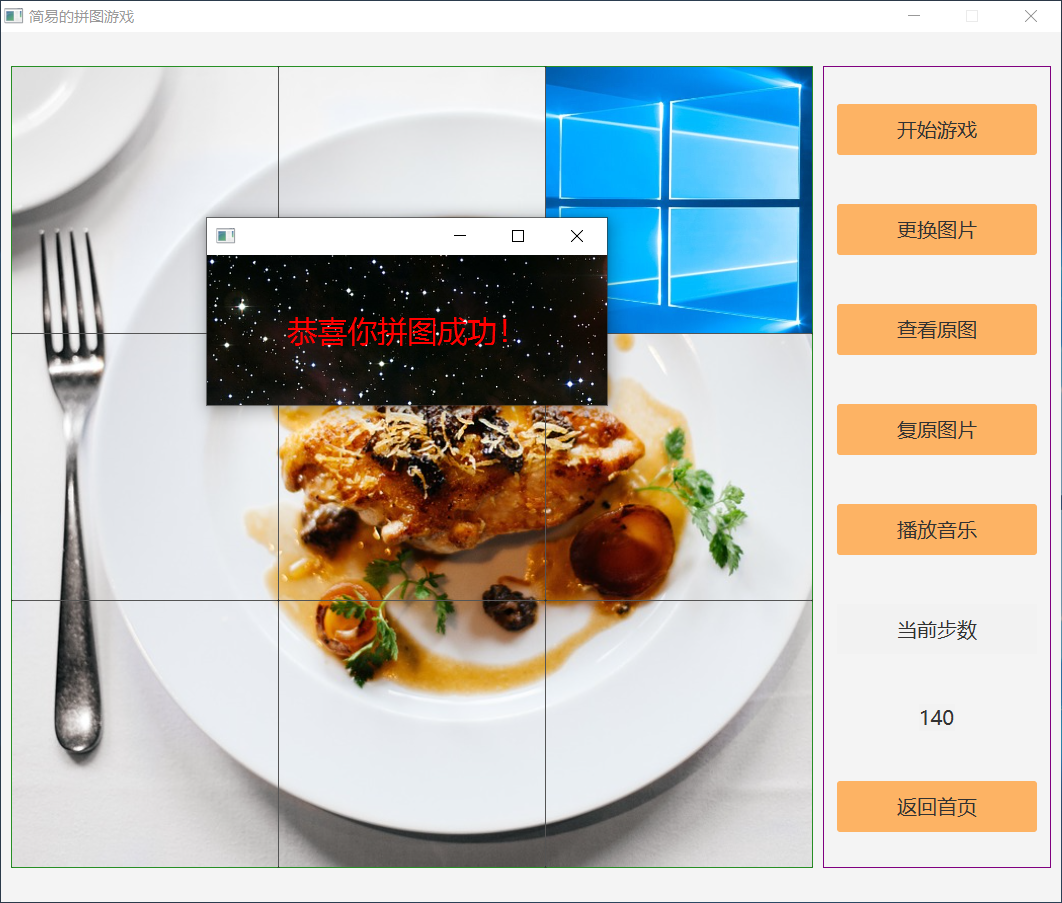 简易的拼图游戏
恭喜你拼图成功！
开始游戏
更换图片
查看原图
复原图片
播放音乐
当前步数
140
返回首页